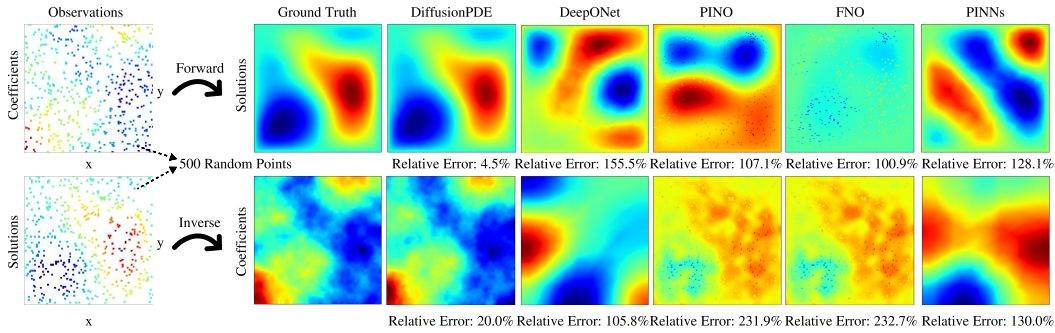 Observations
Ground Truth
DiffusionPDE
DeepONet
PINO
FNO
PINNs
Coefficients
y
Forward
Solutions
x
500 Random Points
Relative Error: 4.5%
Relative Error: 155.5%
Relative Error: 107.1%
Relative Error: 100.9%
Relative Error: 128.1%
Solutions
y
Inverse
Coefficients
x
Relative Error: 20.0%
Relative Error: 105.8%
Relative Error: 231.9%
Relative Error: 232.7%
Relative Error: 130.0%